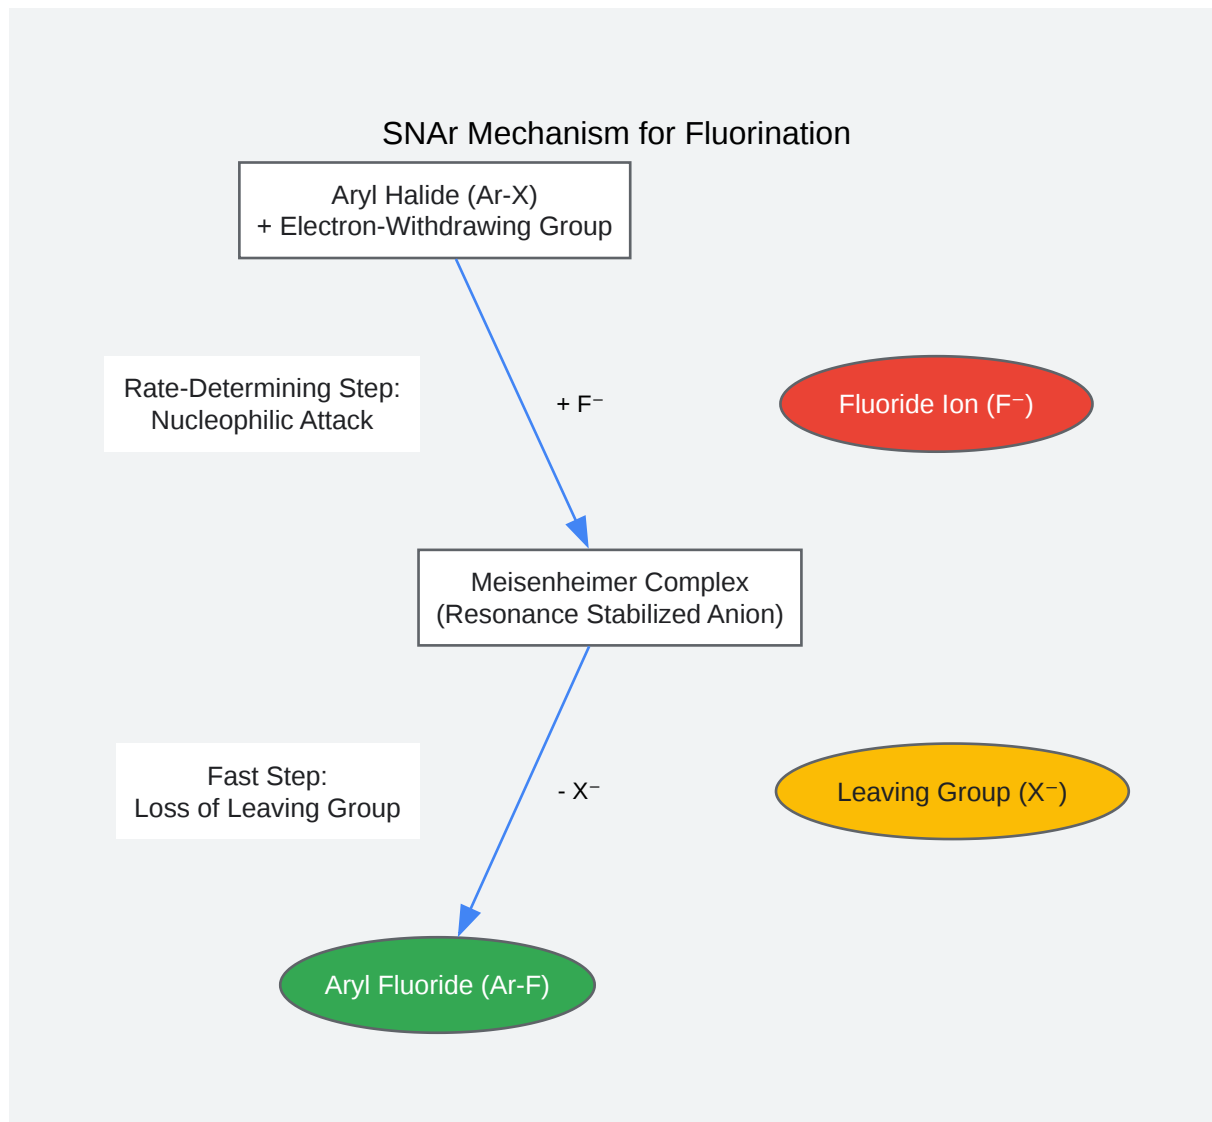 SNAr Mechanism for Fluorination
Aryl Halide (Ar-X)
+ Electron-Withdrawing Group
Rate-Determining Step:
Nucleophilic Attack
+ F⁻
Fluoride Ion (F⁻)
Meisenheimer Complex
(Resonance Stabilized Anion)
Fast Step:
Loss of Leaving Group
- X⁻
Leaving Group (X⁻)
Aryl Fluoride (Ar-F)